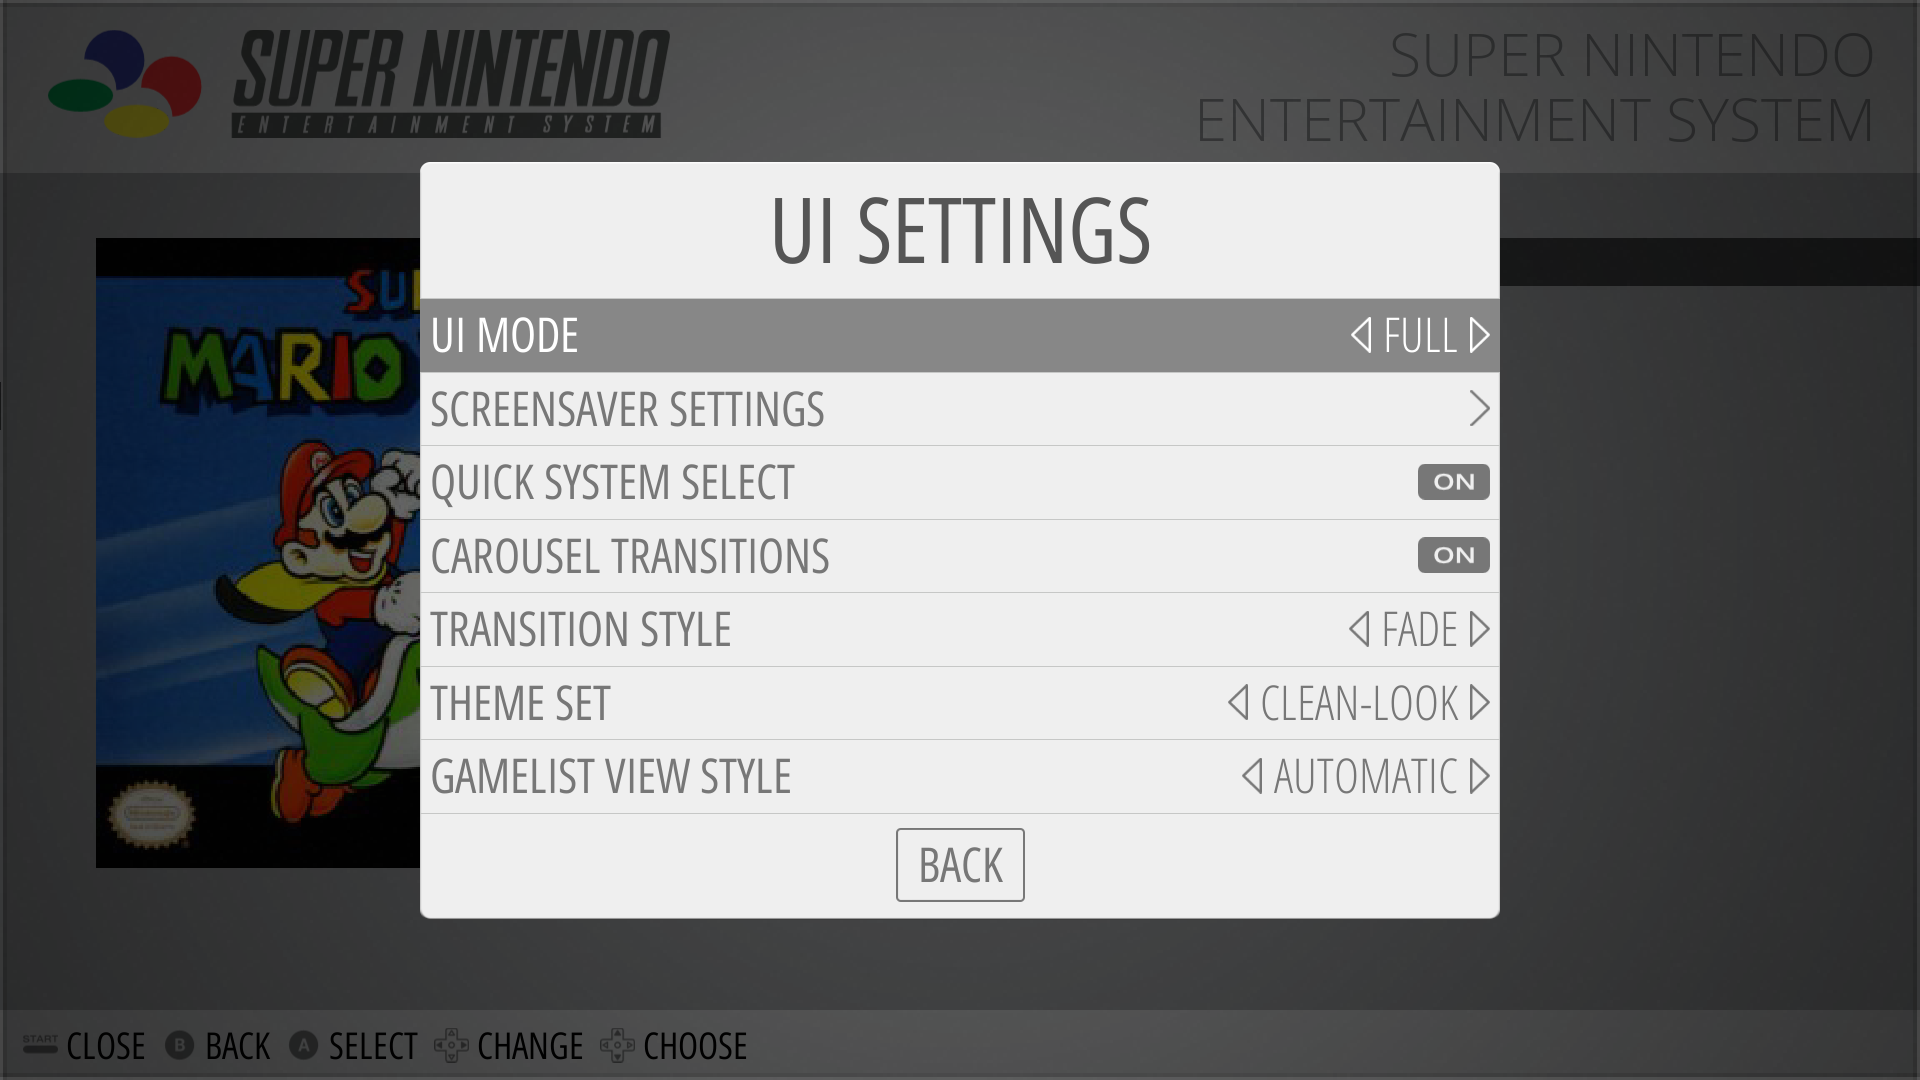 SUPER NINTENDO
ENTERTAINMENT SYSTEM
SUPER NINTENDO
ENTERTAINMENT SYSTEM
UI SETTINGS
UI MODE FULL
SCREENSAVER SETTINGS
QUICK SYSTEM SELECT ON
CAROUSEL TRANSITIONS ON
TRANSITION STYLE FADE
THEME SET CLEAN-LOOK
GAMELIST VIEW STYLE AUTOMATIC
BACK
MARIO
Nintendo
START CLOSE B BACK A SELECT CHANGE CHOOSE